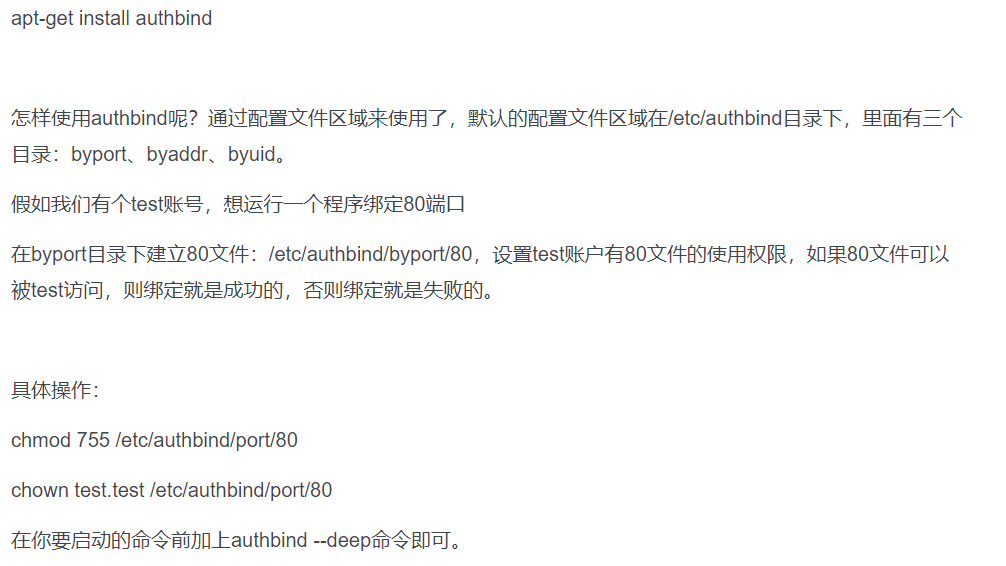 apt-get install authbind
怎样使用authbind呢？通过配置文件区域来使用了，默认的配置文件区域在/etc/authbind目录下，里面有三个
目录：byport、byaddr、byuid。
假如我们有个test账号，想运行一个程序绑定80端口
在byport目录下建立80文件：/etc/authbind/byport/80，设置test账户有80文件的使用权限，如果80文件可以
被test访问，则绑定就是成功的，否则绑定就是失败的。
具体操作：
chmod 755 /etc/authbind/port/80
chown test.test /etc/authbind/port/80
在你要启动的命令前加上authbind --deep命令即可。